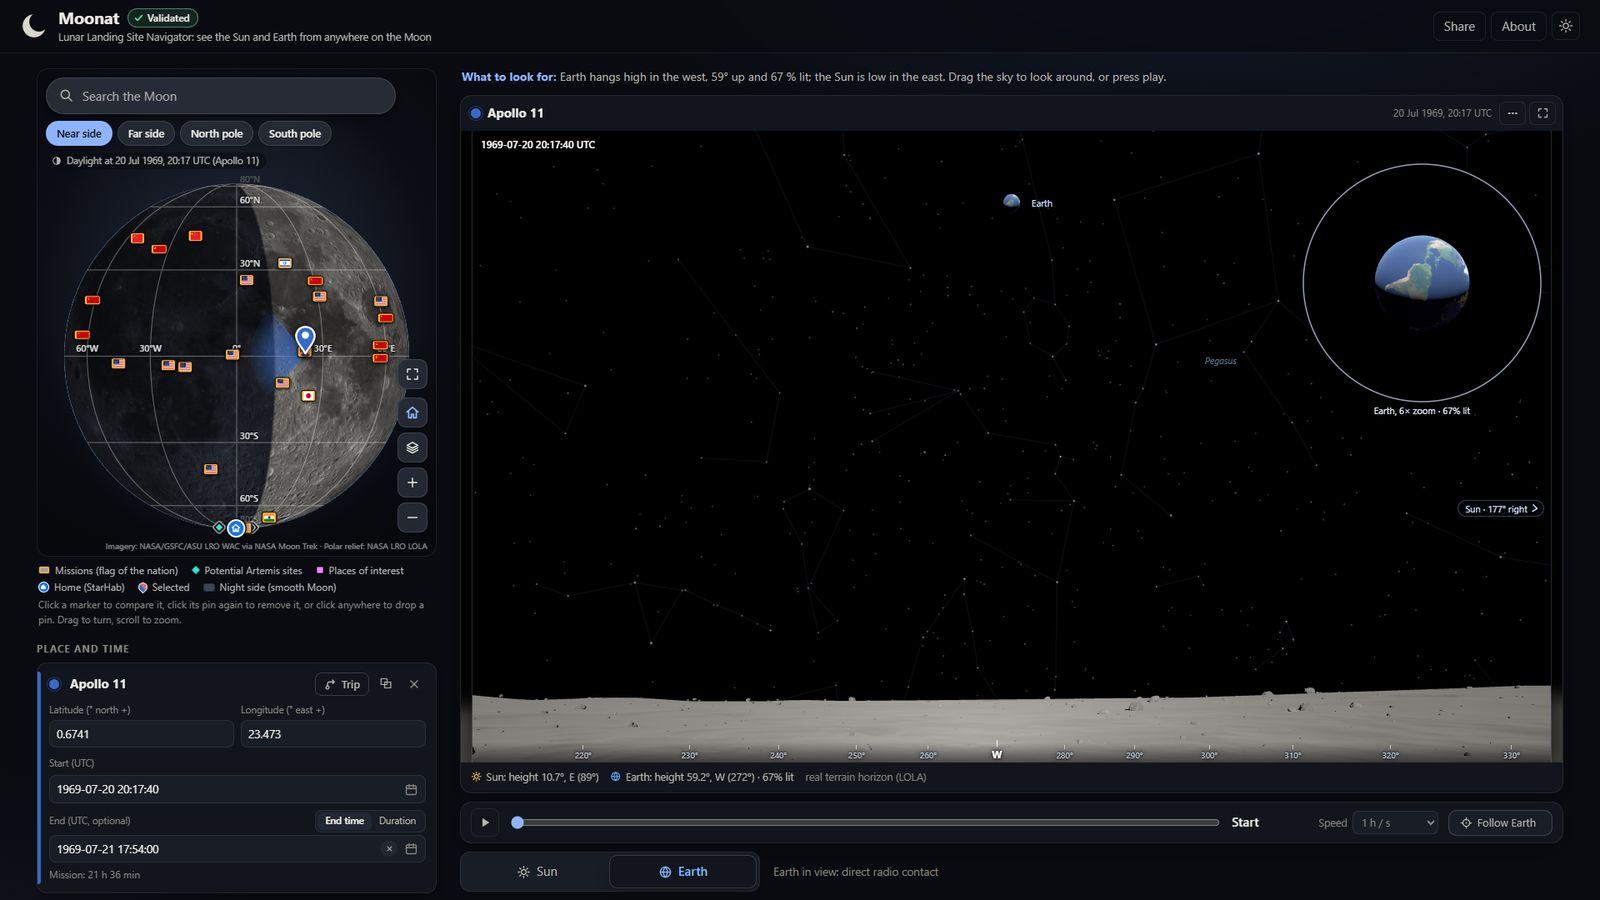 Moonat
Validated
Lunar Landing Site Navigator: see the Sun and Earth from anywhere on the Moon
Share
About
Search the Moon
Near side
Far side
North pole
South pole
Daylight at 20 Jul 1969, 20:17 UTC (Apollo 11)
80°N
60°N
30°N
60°W
30°W
0°
30°E
30°S
60°S
Imagery: NASA/GSFC/ASU LRO WAC via NASA Moon Trek · Polar relief: NASA LRO LOLA
Missions (flag of the nation)
Potential Artemis sites
Places of interest
Home (StarHab)
Selected
Night side (smooth Moon)
Click a marker to compare it, click its pin again to remove it, or click anywhere to drop a
pin. Drag to turn, scroll to zoom.
PLACE AND TIME
Apollo 11
Trip
Latitude (° north +)
Longitude (° east +)
0.6741
23.473
Start (UTC)
1969-07-20 20:17:40
End (UTC, optional)
End time
Duration
1969-07-21 17:54:00
Mission: 21 h 36 min
What to look for: Earth hangs high in the west, 59° up and 67 % lit; the Sun is low in the east. Drag the sky to look around, or press play.
Apollo 11
20 Jul 1969, 20:17 UTC
1969-07-20 20:17:40 UTC
Earth
Pegasus
Earth, 6× zoom · 67% lit
Sun · 177° right
220°
230°
240°
250°
260°
W
280°
290°
300°
310°
320°
330°
Sun: height 10.7°, E (89°)
Earth: height 59.2°, W (272°) · 67% lit
real terrain horizon (LOLA)
Start
Speed
1 h / s
Follow Earth
Sun
Earth
Earth in view: direct radio contact